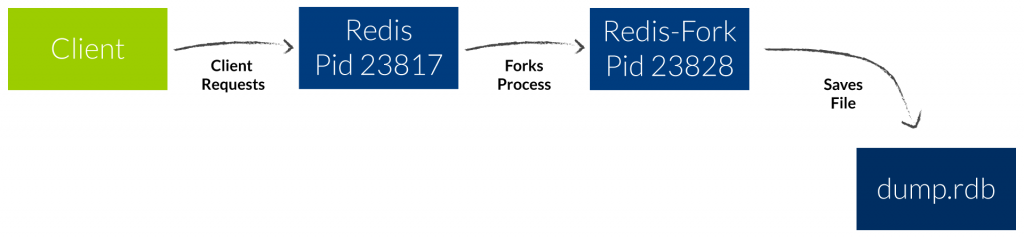 Client
Client
Requests
Redis
Pid 23817
Forks
Process
Redis-Fork
Pid 23828
Saves
File
dump.rdb